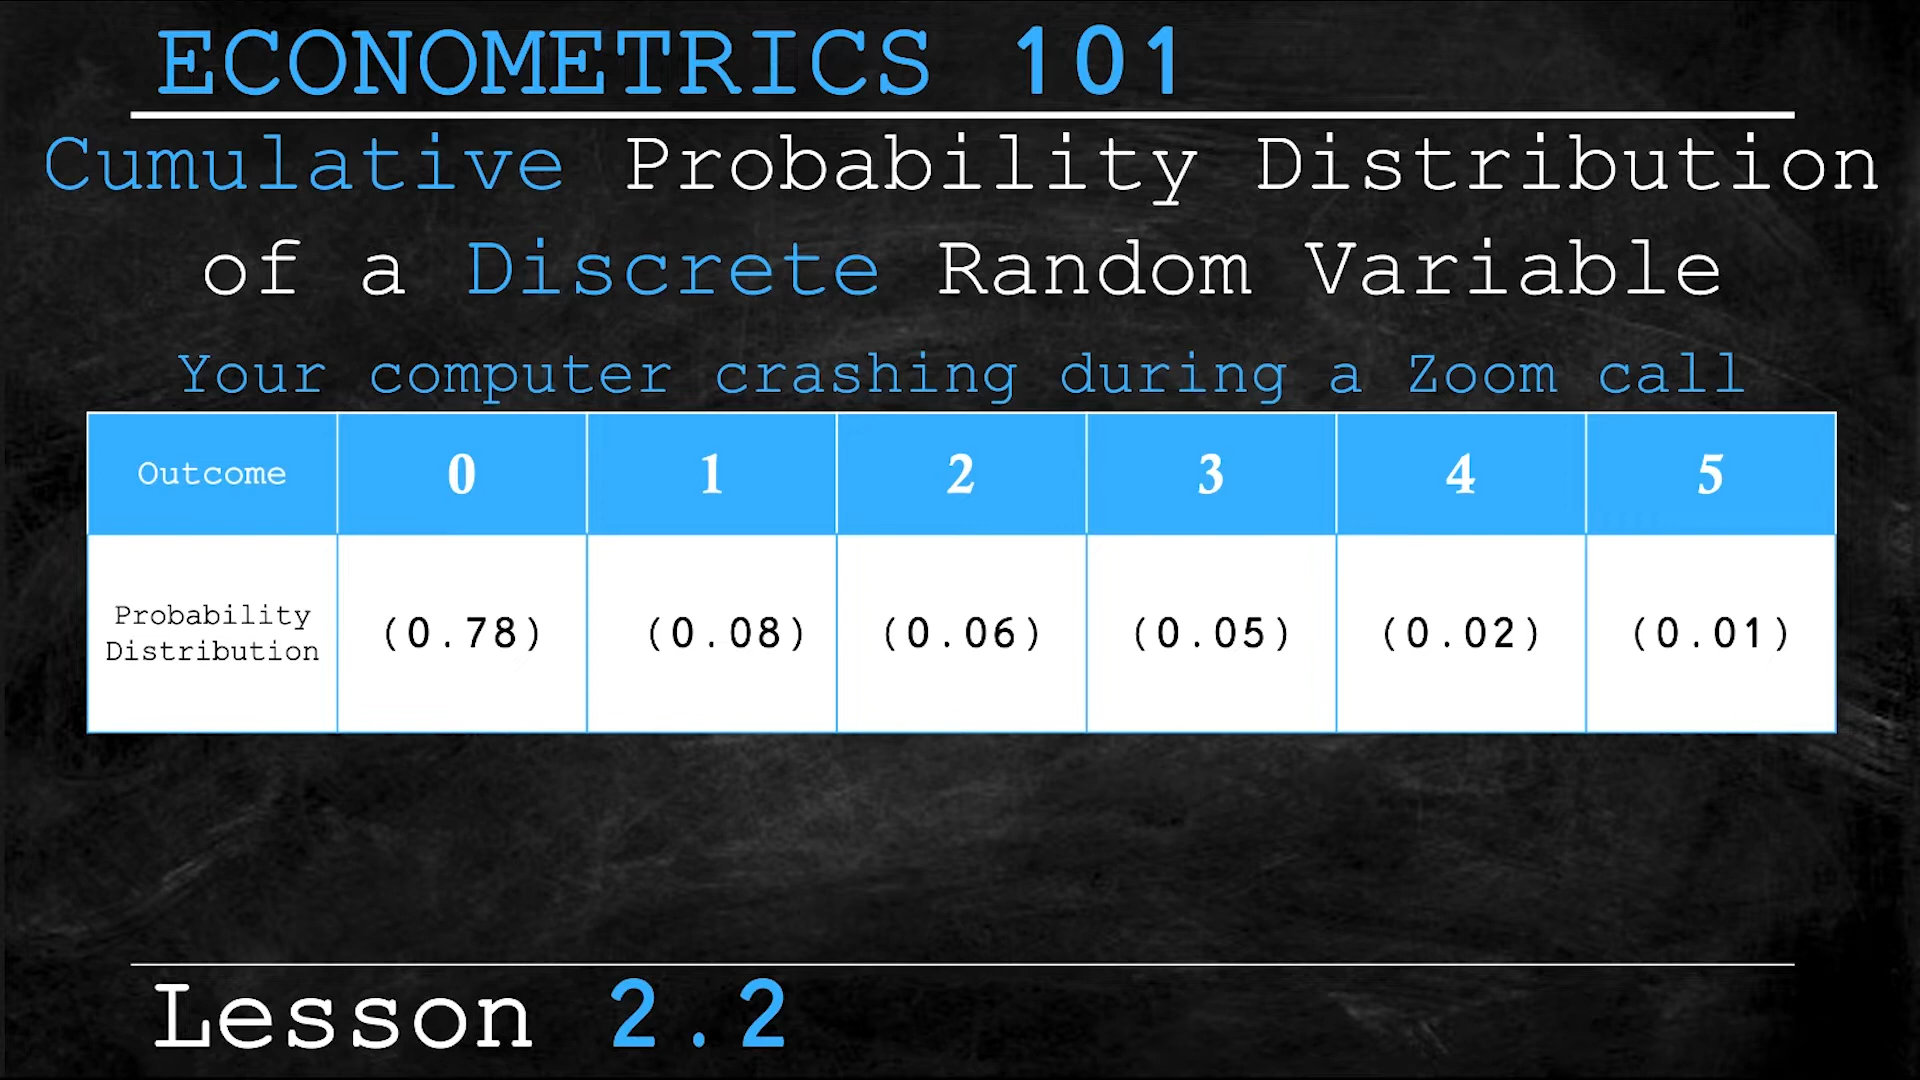 ECONOMETRICS 101
Cumulative Probability Distribution
of a Discrete Random Variable
Your computer crashing during a Zoom call
Outcome 0 1 2 3 4 5
Probability
Distribution (0.78) (0.08) (0.06) (0.05) (0.02) (0.01)
Lesson 2.2